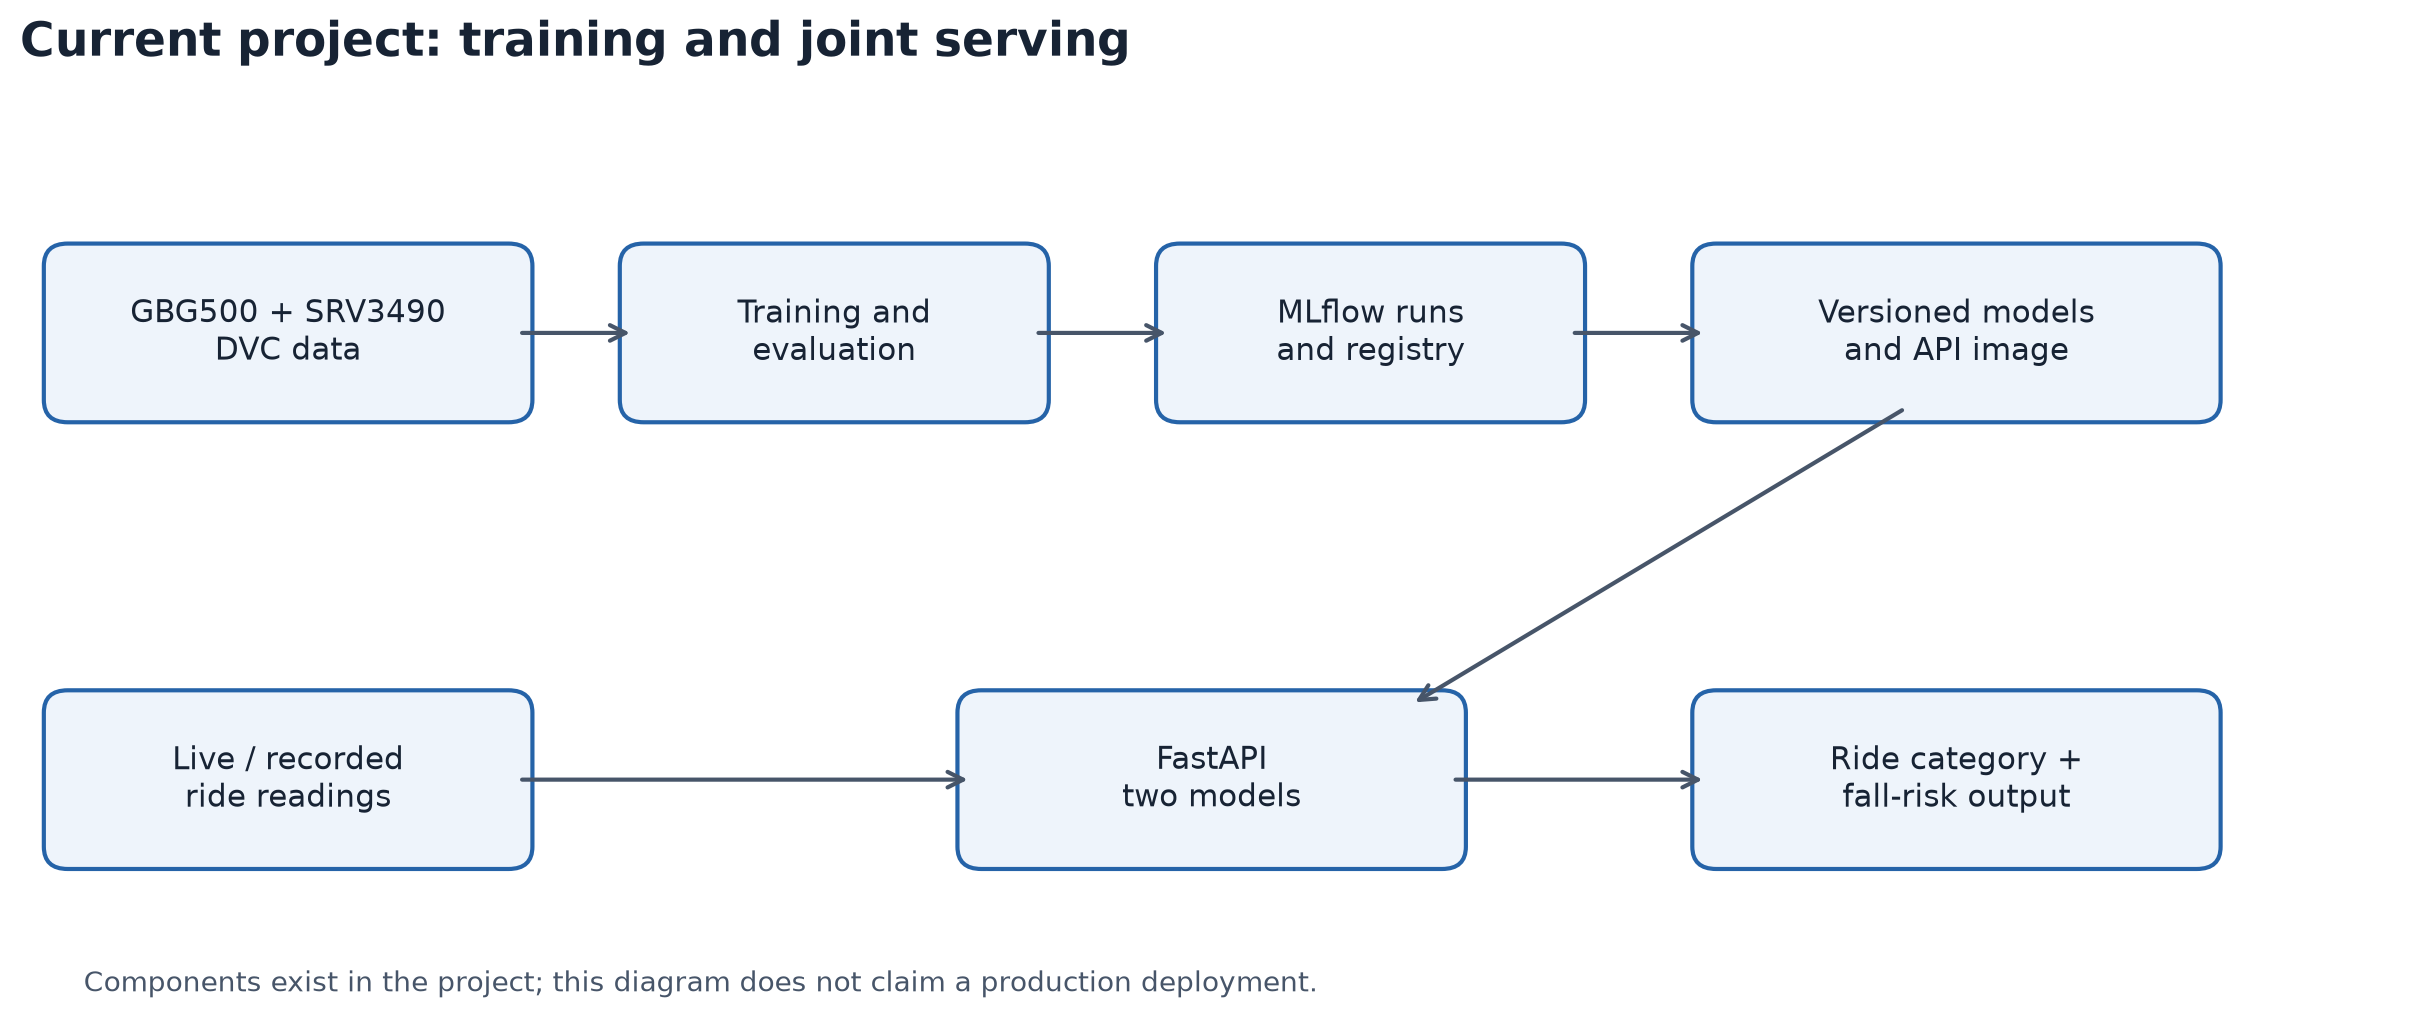 Current project: training and joint serving
GBG500 + SRV3490
DVC data
Training and
evaluation
MLflow runs
and registry
Versioned models
and API image
Live / recorded
ride readings
FastAPI
two models
Ride category +
fall-risk output
Components exist in the project; this diagram does not claim a production deployment.